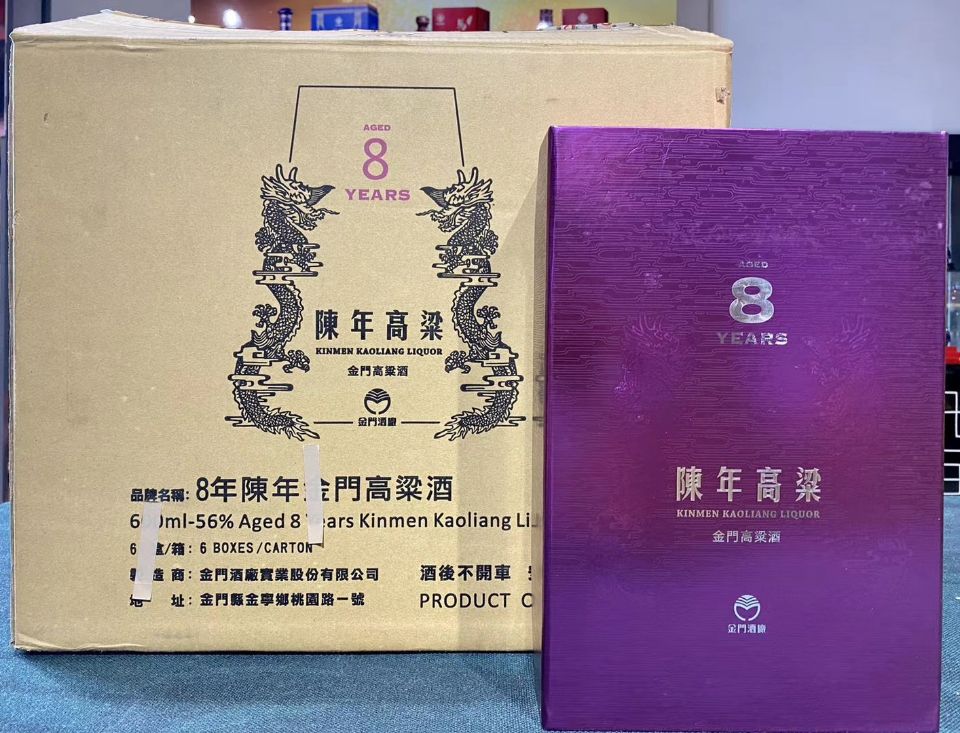 AGED
8
YEARS
陳年高粱
KINMEN KAOLIANG LIQUOR
金門高粱酒
金門酒廠
品牌名稱: 8年陳年金門高粱酒
56% Aged 8 Kinmen Kaoliang
6 盒/箱: 6 BOXES/CARTON
製造商: 金門酒廠實業股份有限公司
地 址: 金門縣金寧鄉桃園路一號
酒後不開車
PRODUCT
AGED
8
YEARS
陳年高粱
KINMEN KAOLIANG LIQUOR
金門高粱酒
金門酒廠